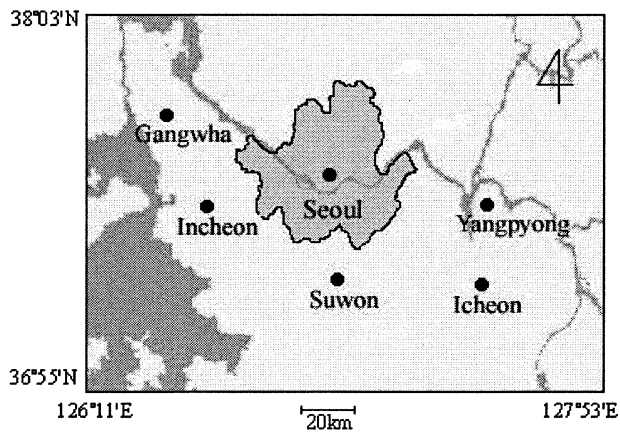 38°03'N
Gangwha
Seoul
Incheon
Yangpyong
Suwon
Icheon
36°55'N
126°11'E
20km
127°53'E